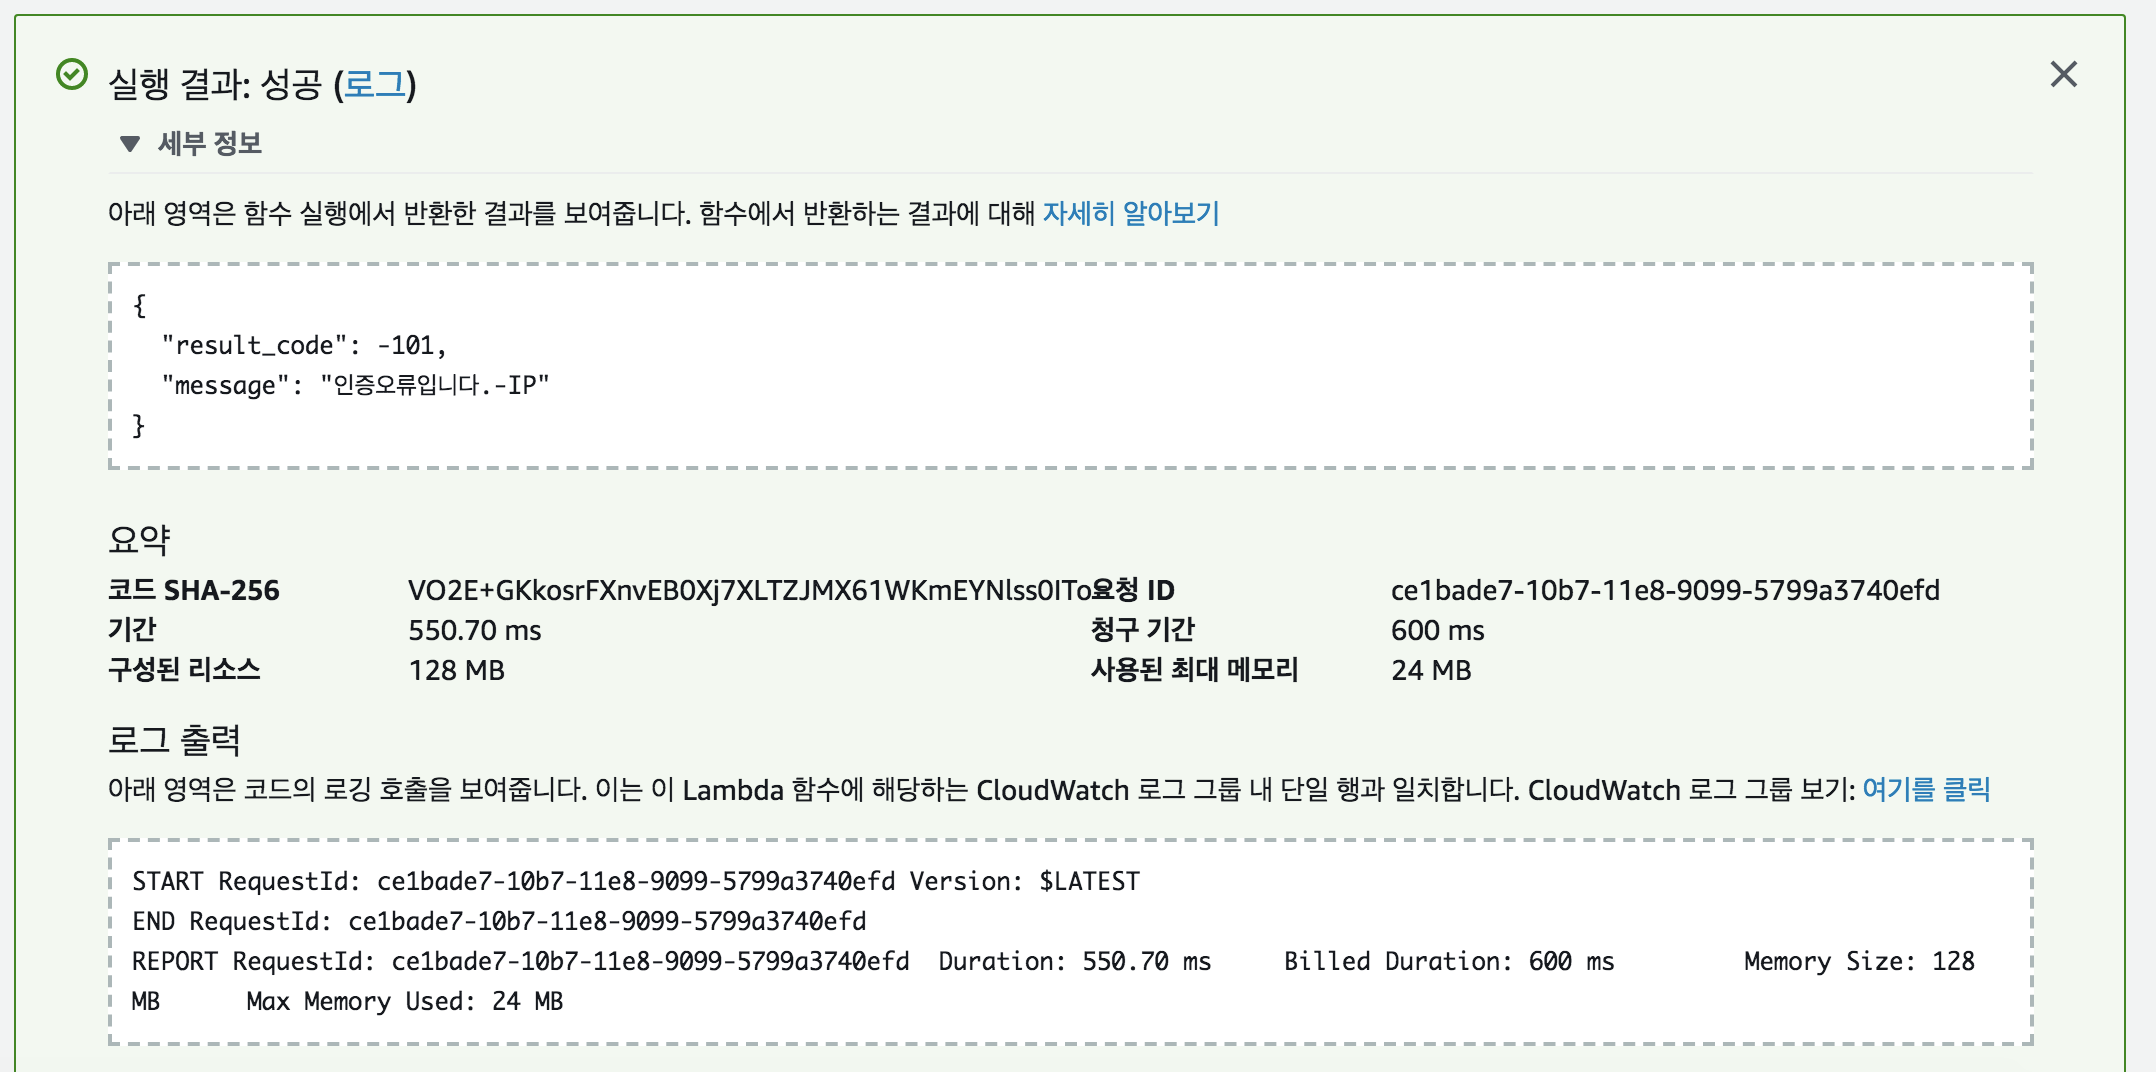 실행 결과: 성공 (로그)
세부 정보
아래 영역은 함수 실행에서 반환한 결과를 보여줍니다. 함수에서 반환하는 결과에 대해 자세히 알아보기
{
"result_code": -101,
"message": "인증오류입니다.-IP"
}
요약
코드 SHA-256 VO2E+GKkosrFXnvEB0Xj7XLTZJMX61WKmEYNlss0ITo 요청 ID ce1bade7-10b7-11e8-9099-5799a3740efd
기간 550.70 ms 청구 기간 600 ms
구성된 리소스 128 MB 사용된 최대 메모리 24 MB
로그 출력
아래 영역은 코드의 로깅 호출을 보여줍니다. 이는 이 Lambda 함수에 해당하는 CloudWatch 로그 그룹 내 단일 행과 일치합니다. CloudWatch 로그 그룹 보기: 여기를 클릭
START RequestId: ce1bade7-10b7-11e8-9099-5799a3740efd Version: $LATEST
END RequestId: ce1bade7-10b7-11e8-9099-5799a3740efd
REPORT RequestId: ce1bade7-10b7-11e8-9099-5799a3740efd Duration: 550.70 ms Billed Duration: 600 ms Memory Size: 128
MB Max Memory Used: 24 MB